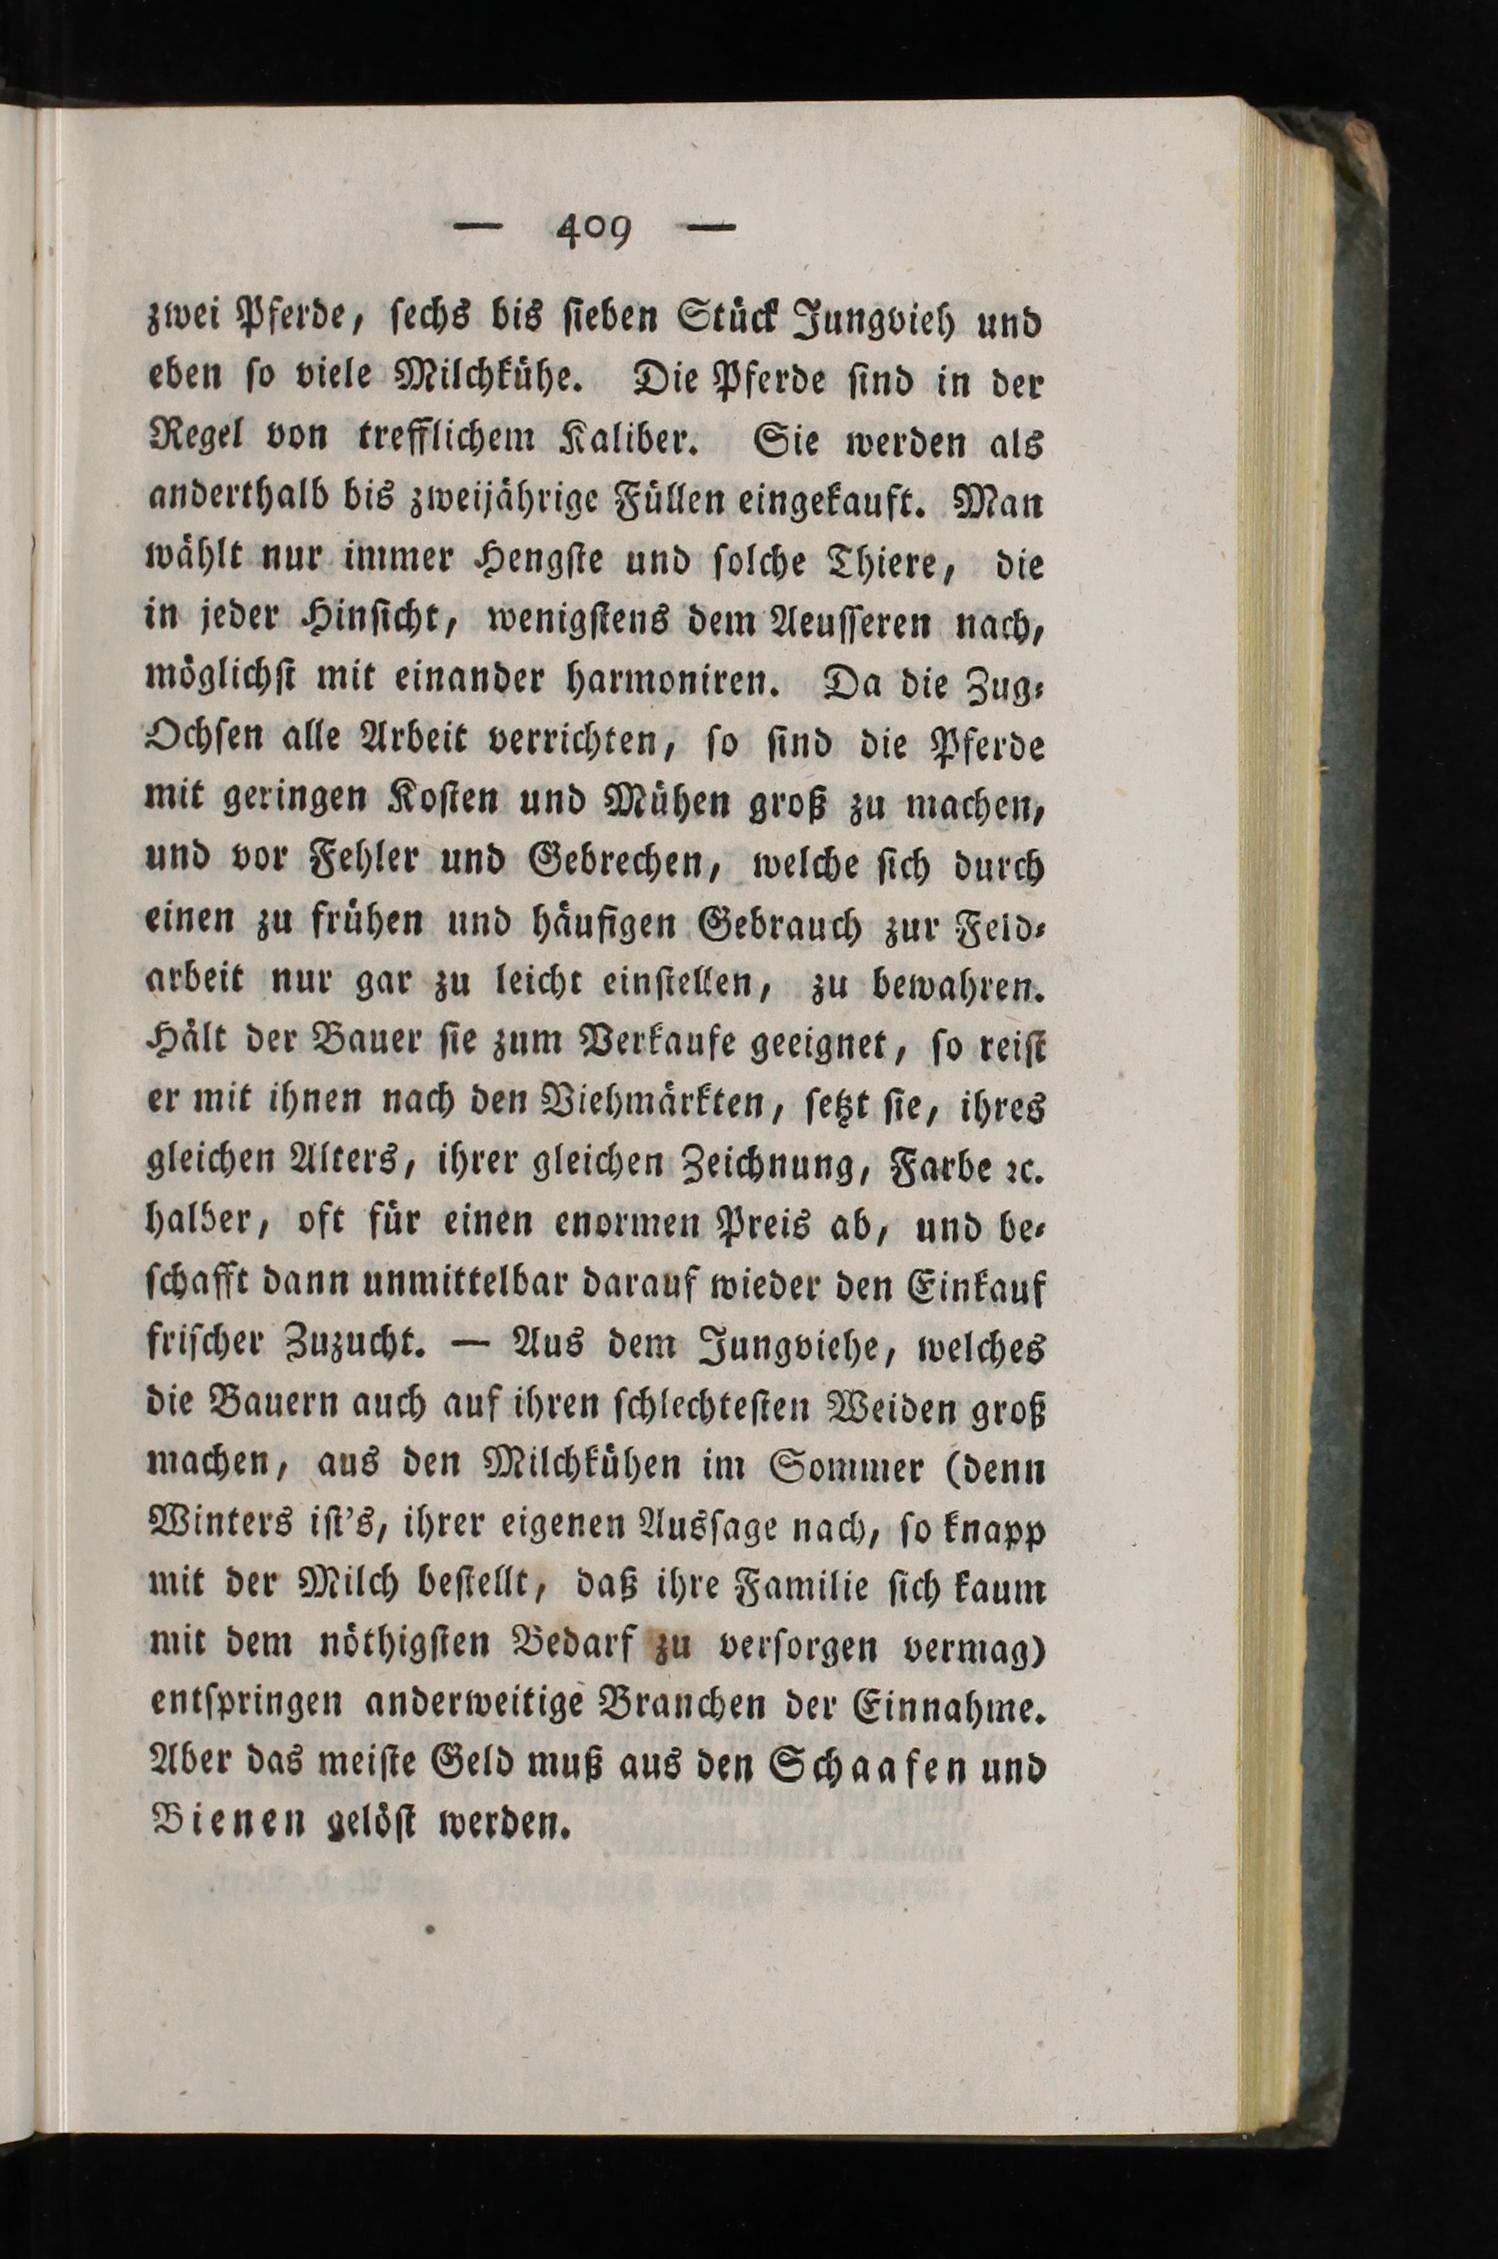 — 409 —
zwei Pferde, ſechs bis ſieben Stück Jungvieh und
eben ſo viele Milchkühe. Die Pferde ſind in der
Regel von trefflichem Kaliber. Sie werden als
anderthalb bis zweijährige Füllen eingekauft. Man
wählt nur immer Hengſte und ſolche Thiere, die
in jeder Hinſicht, wenigſtens dem Aeuſſeren nach,
möglichſt mit einander harmoniren. Da die Zug-
Ochſen alle Arbeit verrichten, ſo ſind die Pferde
mit geringen Koſten und Mühen groß zu machen,
und vor Fehler und Gebrechen, welche ſich durch
einen zu frühen und häufigen Gebrauch zur Feld-
arbeit nur gar zu leicht einſtellen, zu bewahren.
Hält der Bauer ſie zum Verkaufe geeignet, ſo reiſt
er mit ihnen nach den Viehmärkten, ſetzt ſie, ihres
gleichen Alters, ihrer gleichen Zeichnung, Farbe ꝛc.
halber, oft für einen enormen Preis ab, und be-
ſchafft dann unmittelbar darauf wieder den Einkauf
friſcher Zuzucht. — Aus dem Jungviehe, welches
die Bauern auch auf ihren ſchlechteſten Weiden groß
machen, aus den Milchkühen im Sommer (denn
Winters iſt's, ihrer eigenen Ausſage nach, ſo knapp
mit der Milch beſtellt, daß ihre Familie ſich kaum
mit dem nöthigſten Bedarf zu verſorgen vermag)
entſpringen anderweitige Branchen der Einnahme.
Aber das meiſte Geld muß aus den Schaafen und
Bienen gelöſt werden.